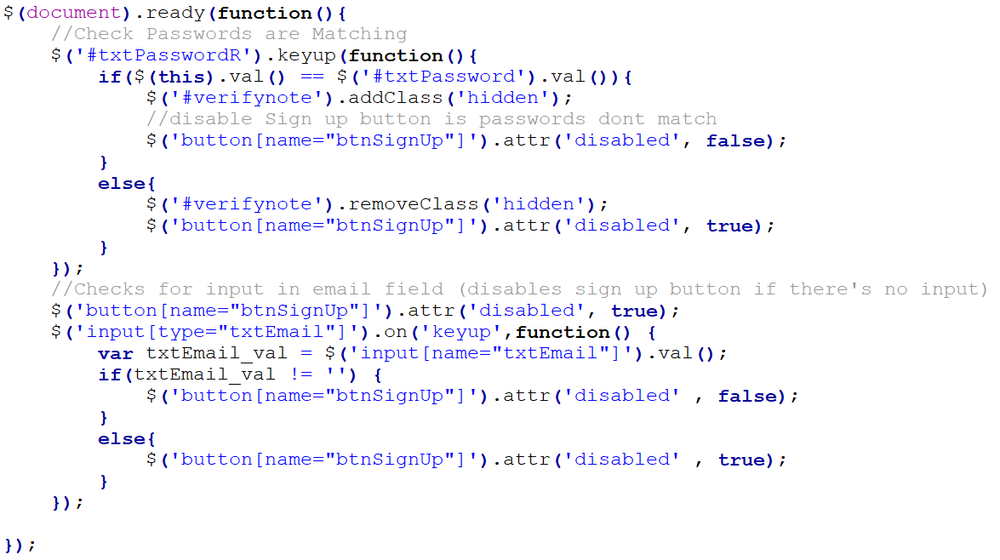 $(document).ready(function(){
    //Check Passwords are Matching
    $('#txtPasswordR').keyup(function(){
        if($(this).val() == $('#txtPassword').val()){
            $('#verifynote').addClass('hidden');
            //disable Sign up button is passwords dont match
            $('button[name="btnSignUp"]').attr('disabled', false);
        }
        else{
            $('#verifynote').removeClass('hidden');
            $('button[name="btnSignUp"]').attr('disabled', true);
        }
    });
    //Checks for input in email field (disables sign up button if there's no input)
    $('button[name="btnSignUp"]').attr('disabled', true);
    $('input[type="txtEmail"]').on('keyup',function() {
        var txtEmail_val = $('input[name="txtEmail"]').val();
        if(txtEmail_val != '') {
            $('button[name="btnSignUp"]').attr('disabled' , false);
        }
        else{
            $('button[name="btnSignUp"]').attr('disabled' , true);
        }
    });

});